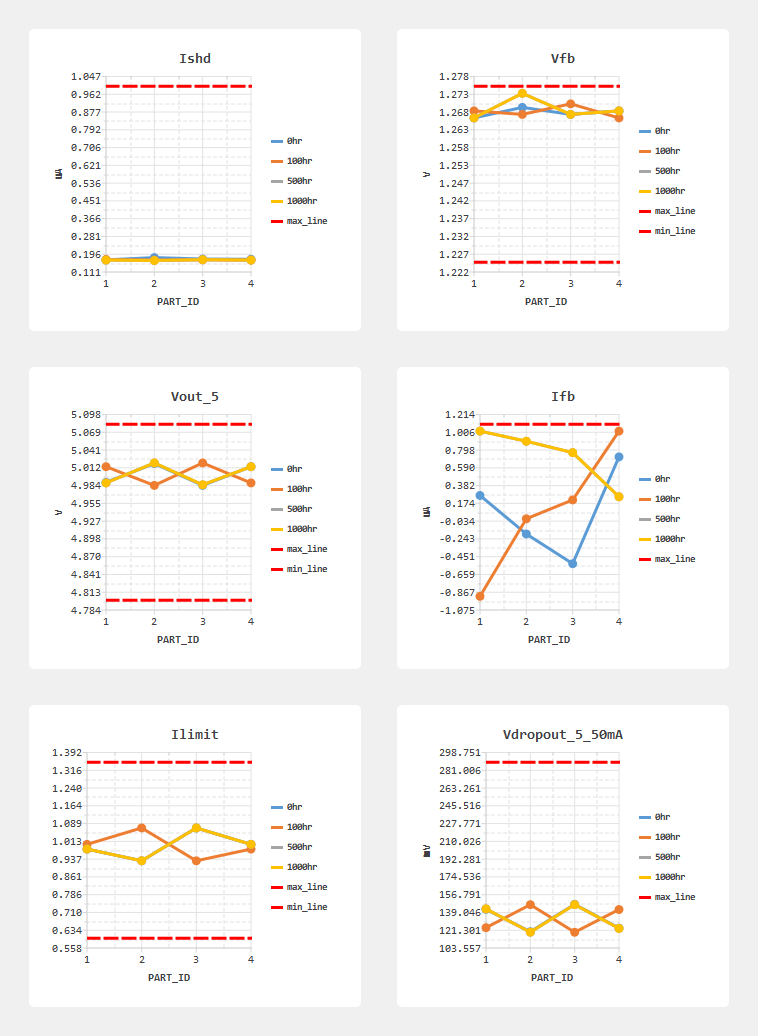 Ishd
1.047
0.962
0.877
0.792
0.706
0.621
0.536
0.451
0.366
0.281
0.196
0.111
1 2 3 4
PART_ID
0hr
100hr
500hr
1000hr
max_line
Vfb
1.278
1.273
1.268
1.263
1.258
1.253
1.247
1.242
1.237
1.232
1.227
1.222
V
1 2 3 4
PART_ID
0hr
100hr
500hr
1000hr
max_line
min_line
Vout_5
5.098
5.069
5.041
5.012
4.984
4.955
4.927
4.898
4.870
4.841
4.813
4.784
V
1 2 3 4
PART_ID
0hr
100hr
500hr
1000hr
max_line
min_line
Ifb
1.214
1.006
0.798
0.590
0.382
0.174
-0.034
-0.243
-0.451
-0.659
-0.867
-1.075
1 2 3 4
PART_ID
0hr
100hr
500hr
1000hr
max_line
Ilimit
1.392
1.316
1.240
1.164
1.089
1.013
0.937
0.861
0.786
0.710
0.634
0.558
1 2 3 4
PART_ID
0hr
100hr
500hr
1000hr
max_line
min_line
Vdropout_5_50mA
298.751
281.006
263.261
245.516
227.771
210.026
192.281
174.536
156.791
139.046
121.301
103.557
mV
1 2 3 4
PART_ID
0hr
100hr
500hr
1000hr
max_line